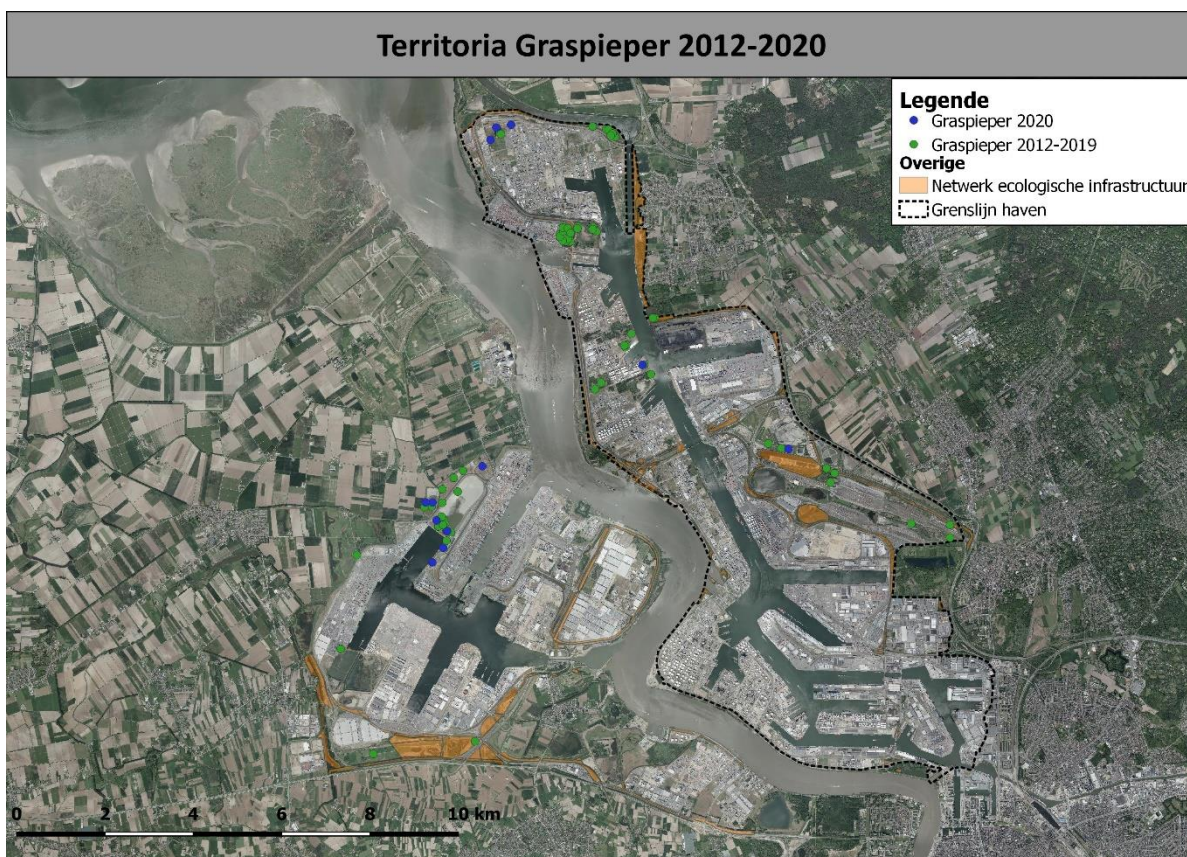 Territoria Graspieper 2012-2020
Legende
Graspieper 2020
Graspieper 2012-2019
Overige
Netwerk ecologische infrastructuur
Grenslijn haven
0 2 4 6 8 10 km